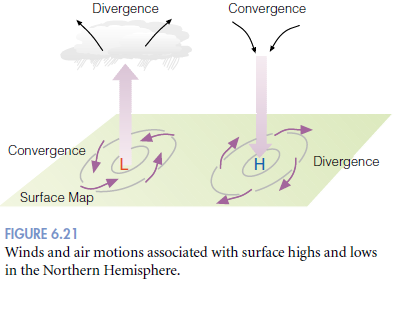 Divergence
Convergence
Convergence
L
H
Divergence
Surface Map
FIGURE 6.21
Winds and air motions associated with surface highs and lows
in the Northern Hemisphere.